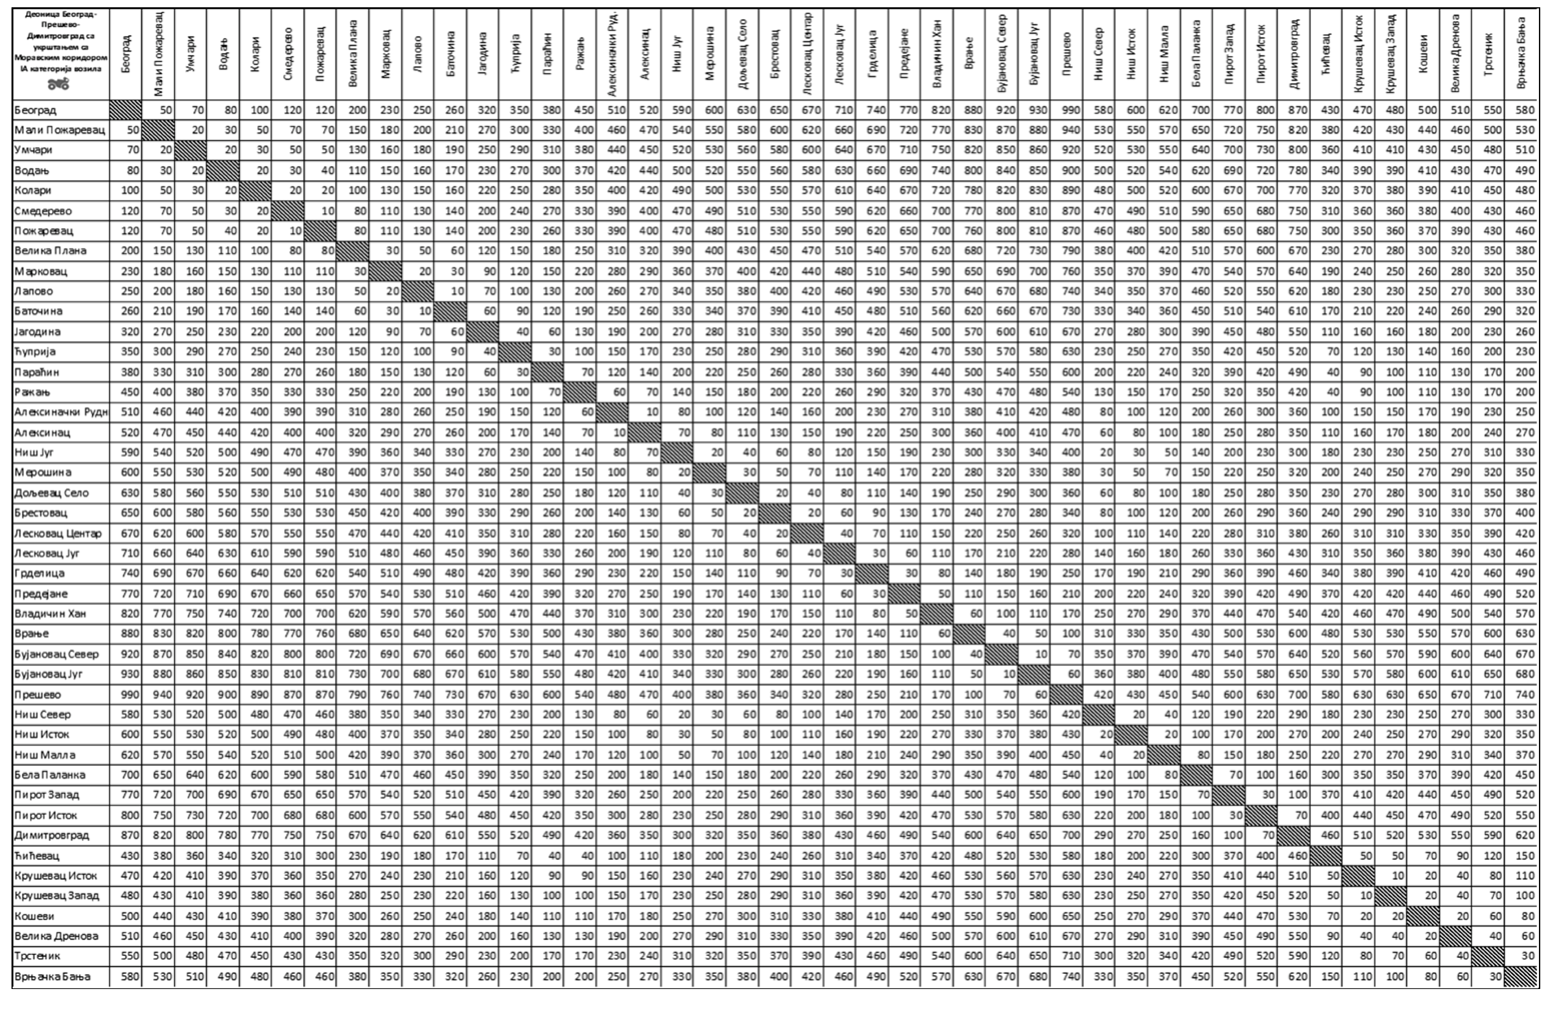 Деоница Београд-
Прешево-
Димитровград са
укрштањем са
Моравским коридором
IA категорија возила
Београд Мали Пожаревац Умчари Водањ Колари Смедерево Пожаревац Велика Плана Марковац Лапово Баточина Јагодина Ћуприја Параћин Ражањ Алексиначки Руд. Алексинац Ниш Југ Мерошина Дољевац Село Брестовац Лесковац Центар Лесковац Југ Грделица Предејане Владичин Хан Врање Бујановац Север Бујановац Југ Прешево Ниш Север Ниш Исток Ниш Малча Бела Паланка Пирот Запад Пирот Исток Димитровград Ћићевац Крушевац Исток Крушевац Запад Кошеви Велика Дренова Трстеник Врњачка Бања
Београд 50 70 80 100 120 120 200 230 250 260 320 350 380 450 510 520 590 600 630 650 670 710 740 770 820 880 920 930 990 580 600 620 700 770 800 870 430 470 480 500 510 550 580
Мали Пожаревац 50 20 30 50 70 70 150 180 200 210 270 300 330 400 460 470 540 550 580 600 620 660 690 720 770 830 870 880 940 530 550 570 650 720 750 820 380 420 430 440 460 500 530
Умчари 70 20 20 30 50 50 130 160 180 190 250 290 310 380 440 450 520 530 560 580 600 640 670 710 750 820 850 860 920 520 530 550 640 700 730 800 360 410 410 430 450 480 510
Водањ 80 30 20 20 30 40 110 150 160 170 230 270 300 370 420 440 500 520 550 560 580 630 660 690 740 800 840 850 900 500 520 540 620 690 720 780 340 390 390 410 430 470 490
Колари 100 50 30 20 20 20 100 130 150 160 220 250 280 350 400 420 490 500 530 550 570 610 640 670 720 780 820 830 890 480 500 520 600 670 700 770 320 370 380 390 410 450 480
Смедерево 120 70 50 30 20 10 80 110 130 140 200 240 270 330 390 400 470 490 510 530 550 590 620 660 700 770 800 810 870 470 490 510 590 650 680 750 310 360 360 380 400 430 460
Пожаревац 120 70 50 40 20 10 80 110 130 140 200 230 260 330 390 400 470 480 510 530 550 590 620 650 700 760 800 810 870 460 480 500 580 650 680 750 300 350 360 370 390 430 460
Велика Плана 200 150 130 110 100 80 80 30 50 60 120 150 180 250 310 320 390 400 430 450 470 510 540 570 620 680 720 730 790 380 400 420 510 570 600 670 230 270 280 300 320 350 380
Марковац 230 180 160 150 130 110 110 30 20 30 90 120 150 220 280 290 360 370 400 420 440 480 510 540 590 650 690 700 760 350 370 390 470 540 570 640 190 240 250 260 280 320 350
Лапово 250 200 180 160 150 130 130 50 20 10 70 100 130 200 260 270 340 350 380 400 420 460 490 530 570 640 670 680 740 340 350 370 460 520 550 620 180 230 230 250 270 300 330
Баточина 260 210 190 170 160 140 140 60 30 10 60 90 120 190 250 260 330 340 370 390 410 450 480 510 560 620 660 670 730 330 340 360 450 510 540 610 170 210 220 240 260 290 320
Јагодина 320 270 250 230 220 200 200 120 90 70 60 40 60 130 190 200 270 280 310 330 350 390 420 460 500 570 600 610 670 270 280 300 390 450 480 550 110 160 160 180 200 230 260
Ћуприја 350 300 290 270 250 240 230 150 120 100 90 40 30 100 150 170 230 250 280 290 310 360 390 420 470 530 570 580 630 230 250 270 350 420 450 520 70 120 130 140 160 200 230
Параћин 380 330 310 300 280 270 260 180 150 130 120 60 30 70 120 140 200 220 250 260 280 330 360 390 440 500 540 550 600 200 220 240 320 390 420 490 40 90 100 110 130 170 200
Ражањ 450 400 380 370 350 330 330 250 220 200 190 130 100 70 60 70 140 150 180 200 220 260 290 320 370 430 470 480 540 130 150 170 250 320 350 420 40 90 100 110 130 170 200
Алексиначки Рудн 510 460 440 420 400 390 390 310 280 260 250 190 150 120 60 10 80 100 120 140 160 200 230 270 310 380 410 420 480 80 100 120 200 260 300 360 100 150 150 170 190 230 250
Алексинац 520 470 450 440 420 400 400 320 290 270 260 200 170 140 70 10 70 80 110 130 150 190 220 250 300 360 400 410 470 60 80 100 180 250 280 350 110 160 170 180 200 240 270
Ниш Југ 590 540 520 500 490 470 470 390 360 340 330 270 230 200 140 80 70 20 40 60 80 120 150 190 230 300 330 340 400 20 30 50 140 200 230 300 180 230 230 250 270 310 330
Мерошина 600 550 530 520 500 490 480 400 370 350 340 280 250 220 150 100 80 20 30 50 70 110 140 170 220 280 320 330 380 30 50 70 150 220 250 320 200 240 250 270 290 320 350
Дољевац Село 630 580 560 550 530 510 510 430 400 380 370 310 280 250 180 120 110 40 30 20 40 80 110 140 190 250 290 300 360 60 80 100 180 250 280 350 230 270 280 300 310 350 380
Брестовац 650 600 580 560 550 530 530 450 420 400 390 330 290 260 200 140 130 60 50 20 20 60 90 130 170 240 270 280 340 80 100 120 200 260 290 360 240 290 290 310 330 370 400
Лесковац Центар 670 620 600 580 570 550 550 470 440 420 410 350 310 280 220 160 150 80 70 40 20 40 70 110 150 220 250 260 320 100 110 140 220 280 310 380 260 310 310 330 350 390 420
Лесковац Југ 710 660 640 630 610 590 590 510 480 460 450 390 360 330 260 200 190 120 110 80 60 40 30 60 110 170 210 220 280 140 160 180 260 330 360 430 310 350 360 380 390 430 460
Грделица 740 690 670 660 640 620 620 540 510 490 480 420 390 360 290 230 220 150 140 110 90 70 30 30 80 140 180 190 250 170 190 210 290 360 390 460 340 380 390 410 420 460 490
Предејане 770 720 710 690 670 660 650 570 540 530 510 460 420 390 320 270 250 190 170 140 130 110 60 30 50 110 150 160 210 200 220 240 320 390 420 490 370 420 420 440 460 490 520
Владичин Хан 820 770 750 740 720 700 700 620 590 570 560 500 470 440 370 310 300 230 220 190 170 150 110 80 50 60 100 110 170 250 270 290 370 440 470 540 420 460 470 490 500 540 570
Врање 880 830 820 800 780 770 760 680 650 640 620 570 530 500 430 380 360 300 280 250 240 220 170 140 110 60 40 50 100 310 330 350 430 500 530 600 480 530 530 550 570 600 630
Бујановац Север 920 870 850 840 820 800 800 720 690 670 660 600 570 540 470 410 400 330 320 290 270 250 210 180 150 100 40 10 70 350 370 390 470 540 570 640 520 560 570 590 600 640 670
Бујановац Југ 930 880 860 850 830 810 810 730 700 680 670 610 580 550 480 420 410 340 330 300 280 260 220 190 160 110 50 10 60 360 380 400 480 550 580 650 530 570 580 600 610 650 680
Прешево 990 940 920 900 890 870 870 790 760 740 730 670 630 600 540 480 470 400 380 360 340 320 280 250 210 170 100 70 60 420 430 450 540 600 630 700 580 630 630 650 670 710 740
Ниш Север 580 530 520 500 480 470 460 380 350 340 330 270 230 200 130 80 60 20 30 60 80 100 140 170 200 250 310 350 360 420 20 40 120 190 220 290 180 230 230 250 270 300 330
Ниш Исток 600 550 530 520 500 490 480 400 370 350 340 280 250 220 150 100 80 30 50 80 100 110 160 190 220 270 330 370 380 430 20 20 100 170 200 270 200 240 250 270 290 320 350
Ниш Малла 620 570 550 540 520 510 500 420 390 370 360 300 270 240 170 120 100 50 70 100 120 140 180 210 240 290 350 390 400 450 40 20 80 150 180 250 220 270 270 290 310 340 370
Бела Паланка 700 650 640 620 600 590 580 510 470 460 450 390 350 320 250 200 180 140 150 180 200 220 260 290 320 370 430 470 480 540 120 100 80 70 100 160 300 350 350 370 390 420 450
Пирот Запад 770 720 700 690 670 650 650 570 540 520 510 450 420 390 320 260 250 200 220 250 260 280 330 360 390 440 500 540 550 600 190 170 150 70 30 100 370 410 420 440 450 490 520
Пирот Исток 800 750 730 720 700 680 680 600 570 550 540 480 450 420 350 300 280 230 250 280 290 310 360 390 420 470 530 570 580 630 220 200 180 100 30 70 400 440 450 470 490 520 550
Димитровград 870 820 800 780 770 750 750 670 640 620 610 550 520 490 420 360 350 300 320 350 360 380 430 460 490 540 600 640 650 700 290 270 250 160 100 70 460 510 520 530 550 590 620
Ћићевац 430 380 360 340 320 310 300 230 190 180 170 110 70 40 40 100 110 180 200 230 240 260 310 340 370 420 480 520 530 580 180 200 220 300 370 400 460 50 50 70 90 120 150
Крушевац Исток 470 420 410 390 370 360 350 270 240 230 210 160 120 90 90 150 160 230 240 270 290 310 350 380 420 460 530 560 570 630 230 240 270 350 410 440 510 50 10 20 40 80 110
Крушевац Запад 480 430 410 390 380 360 360 280 250 230 220 160 130 100 100 150 170 230 250 280 290 310 360 390 420 470 530 570 580 630 230 250 270 350 420 450 520 50 10 20 40 70 100
Кошеви 500 440 430 410 390 380 370 300 260 250 240 180 140 110 110 170 180 250 270 300 310 330 380 410 440 490 550 590 600 650 250 270 290 370 440 470 530 70 20 20 20 60 80
Велика Дренова 510 460 450 430 410 400 390 320 280 270 260 200 160 130 130 190 200 270 290 310 330 350 390 420 460 500 570 600 610 670 270 290 310 390 450 490 550 90 40 40 20 40 60
Трстеник 550 500 480 470 450 430 430 350 320 300 290 230 200 170 170 230 240 310 320 350 370 390 430 460 490 540 600 640 650 710 300 320 340 420 490 520 590 120 80 70 60 40 30
Врњачка Бања 580 530 510 490 480 460 460 380 350 330 320 260 230 200 200 250 270 330 350 380 400 420 460 490 520 570 630 670 680 740 330 350 370 450 520 550 620 150 110 100 80 60 30